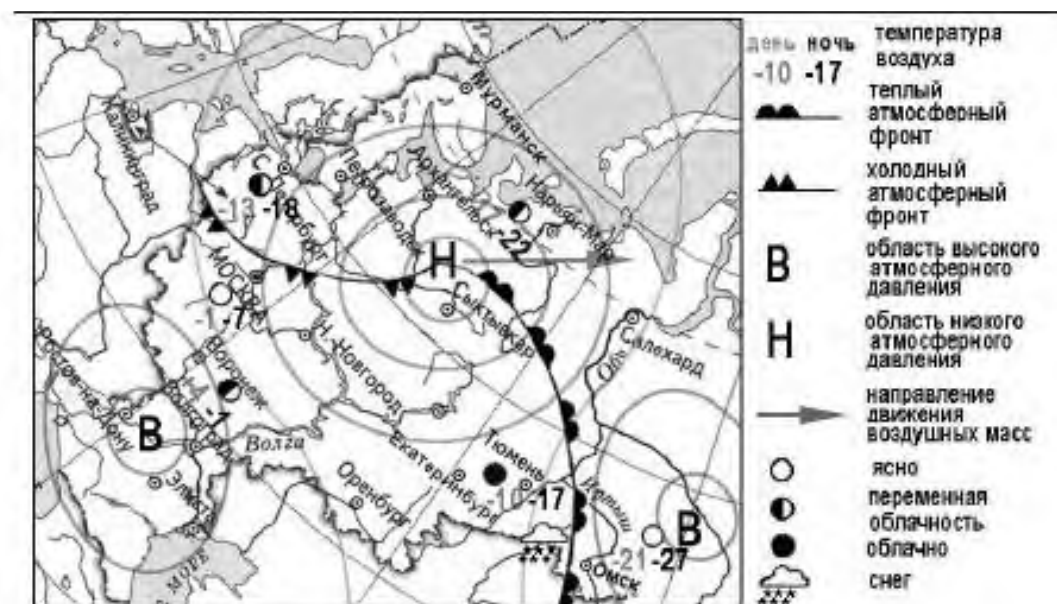 Мурманск
Калининград
С.-Петербург
Петрозаводск
Архангельск
Нарьян-Мар
-13 -18
-22
МОСКВА
Н
Сыктывкар
-7
Салехард
Обь
Воронеж
Н. Новгород
Ростов-на-Дону
Волгоград
В
Волга
Элиста
Екатеринбург
Тюмень
Оренбург
-10 -17
Иртыш
В
-21 -27
Омск
МОРЕ
день ночь
-10 -17
температура
воздуха
теплый
атмосферный
фронт
холодный
атмосферный
фронт
В
область высокого
атмосферного
давления
Н
область низкого
атмосферного
давления
направление
движения
воздушных масс
ясно
переменная
облачность
облачно
снег